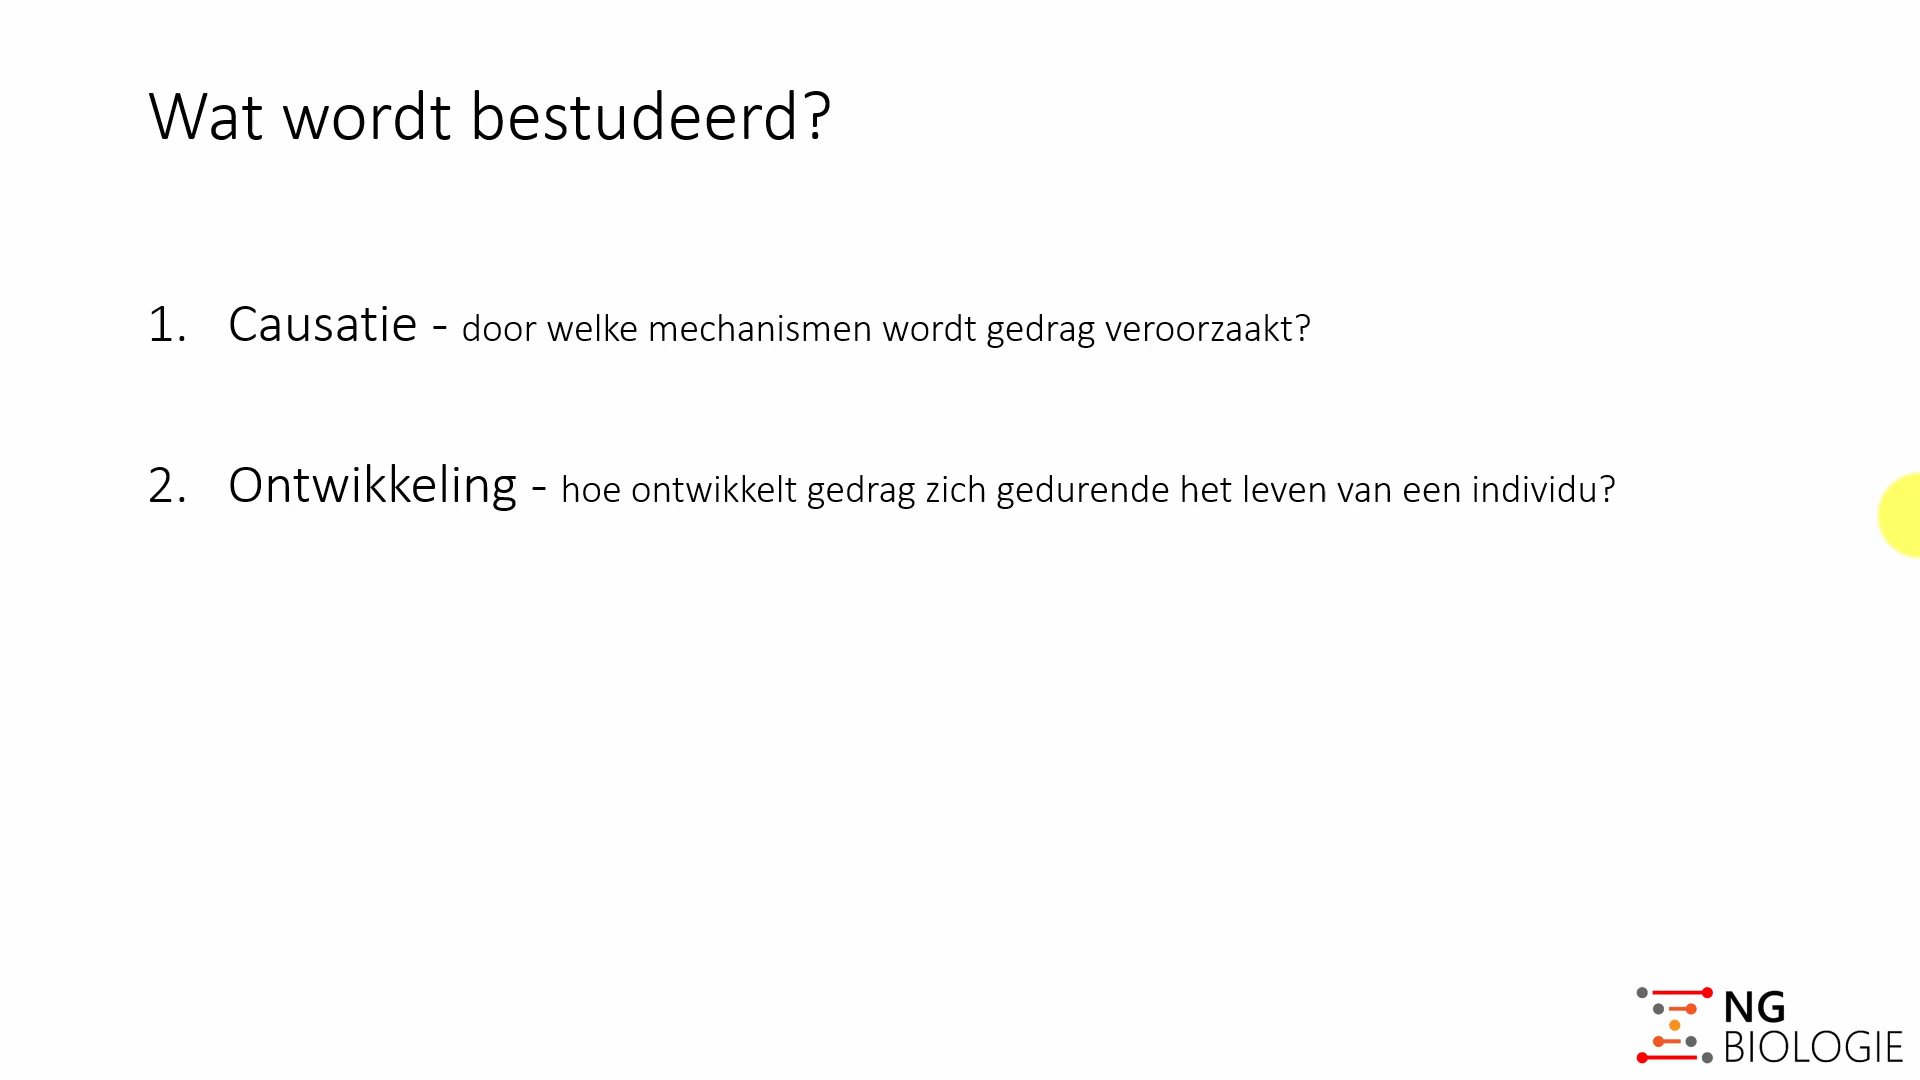 Wat wordt bestudeerd?
1. Causatie - door welke mechanismen wordt gedrag veroorzaakt?
2. Ontwikkeling - hoe ontwikkelt gedrag zich gedurende het leven van een individu?
NG
BIOLOGIE